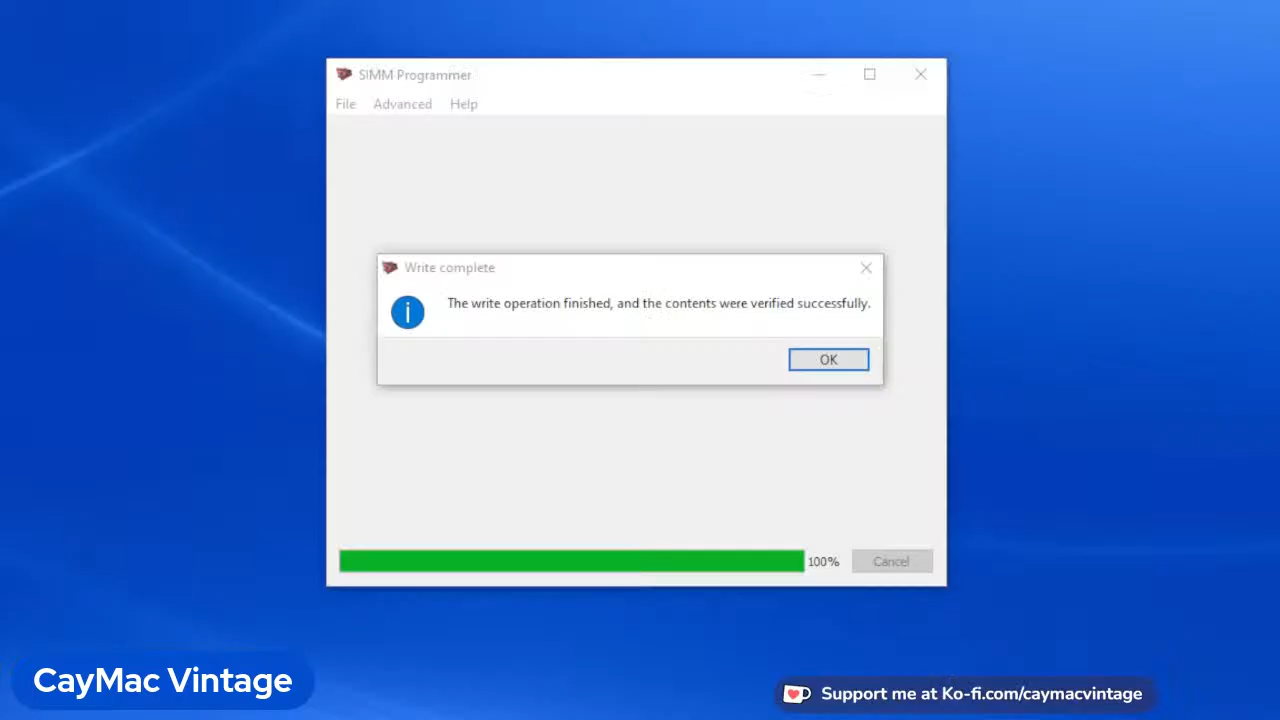 SIMM Programmer
File Advanced Help
Write complete
The write operation finished, and the contents were verified successfully.
OK
100% Cancel
CayMac Vintage
Support me at Ko-fi.com/caymacvintage